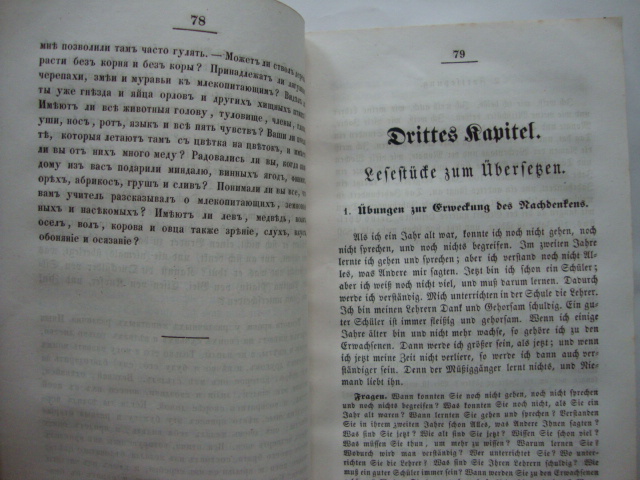 78
мнѣ позволили тамъ часто гулять. — Можетъ ли стволъ
расти безъ корня и безъ коры? Принадлежатъ ли
черепахи, змѣи и муравьи къ млекопитающимъ?
ты уже гнѣзда и яйца орловъ и другихъ хищныхъ
Имѣютъ ли всѣ животныя голову, туловище, члены,
уши, носъ, ротъ, языкъ и всѣ пять чувствъ? Ваши ли
тѣ, которыя летаютъ тамъ съ цвѣтка на цвѣтокъ, и
ли вы отъ нихъ много меду? Радовались ли вы, когда
дому изъ васъ подарили миндалю, винныхъ ягодъ,
орѣхъ, абрикосъ, грушъ и сливъ? Понимали ли вы все,
вамъ учитель разсказывалъ о млекопитающихъ,
ныхъ и насѣкомыхъ? Имѣютъ ли левъ, медвѣдь,
оселъ, волъ, корова и овца также зрѣніе, слухъ,
обоняніе и осязаніе?
79
Drittes Kapitel.
Lesestücke zum Übersetzen.
1. Übungen zur Erweckung des Nachdenkens.
Als ich ein Jahr alt war, konnte ich noch nicht gehen, noch
nicht sprechen, und noch nichts begreifen. Im zweiten Jahre
lernte ich gehen und sprechen; aber ich verstand noch nicht Al-
les, was Andere mir sagten. Jetzt bin ich schon ein Schüler;
aber ich weiß noch nicht viel, und muß darum lernen. Dadurch
werde ich verständig. Mich unterrichten in der Schule die Lehrer.
Ich bin meinen Lehrern Dank und Gehorsam schuldig. Ein gu-
ter Schüler ist immer fleißig und gehorsam. Wenn ich einige
Jahre älter bin und nicht mehr wachse, so gehöre ich zu den
Erwachsenen. Dann werde ich größer sein, als jetzt; und wenn
ich jetzt meine Zeit nicht verliere, so werde ich dann auch ver-
ständiger sein. Denn der Müßiggänger lernt nichts, und Nie-
mand liebt ihn.
Fragen. Wann konnten Sie noch nicht gehen, noch nicht sprechen
und noch nichts begreifen? Was konnten Sie noch nicht, als Sie ein
Jahr alt waren? Wann lernten Sie gehen und sprechen? Verstanden
Sie in ihrem zweiten Jahre schon Alles, was Andere Ihnen sagten?
Was sind Sie jetzt? Wie alt sind Sie jetzt? Wissen Sie schon viel?
Was müssen Sie thun, um mehr zu wissen? Warum lernen Sie?
Wodurch wird man verständig? Wer unterrichtet Sie? Wo unterrich-
ten Sie die Lehrer? Was sind Sie Ihren Lehrern schuldig? Wie